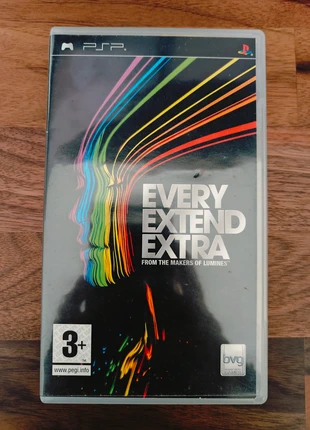 PSP
EVERY
EXTEND
EXTRA
FROM THE MAKERS OF LUMINES
3+
www.pegi.info
bvg